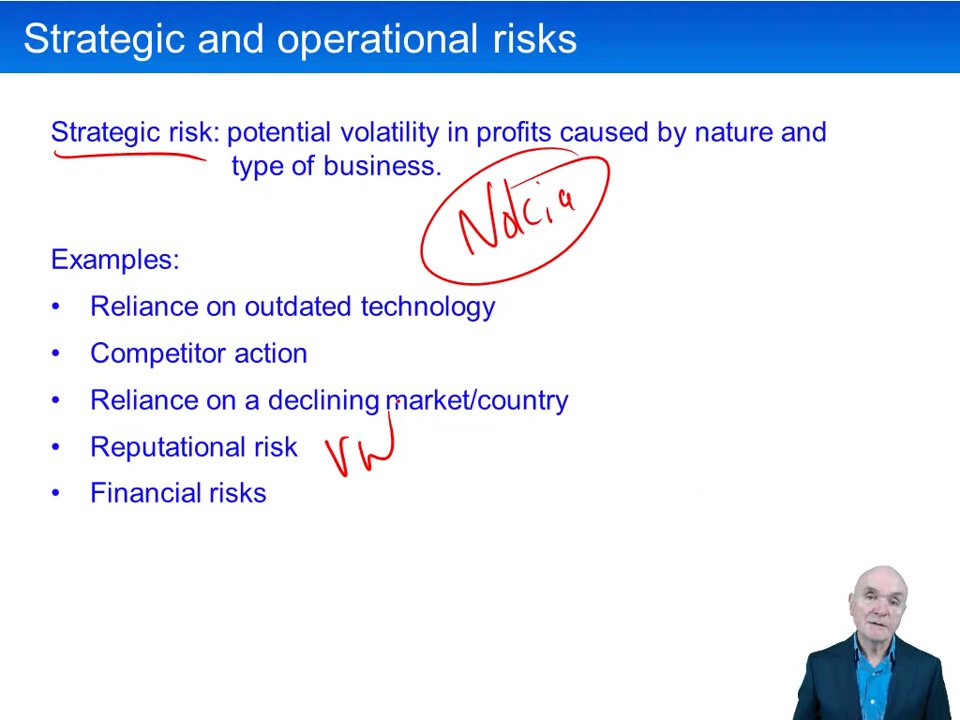 Strategic and operational risks
Strategic risk: potential volatility in profits caused by nature and
type of business.
Nokia
Examples:
• Reliance on outdated technology
• Competitor action
• Reliance on a declining market/country
• Reputational risk VW
• Financial risks